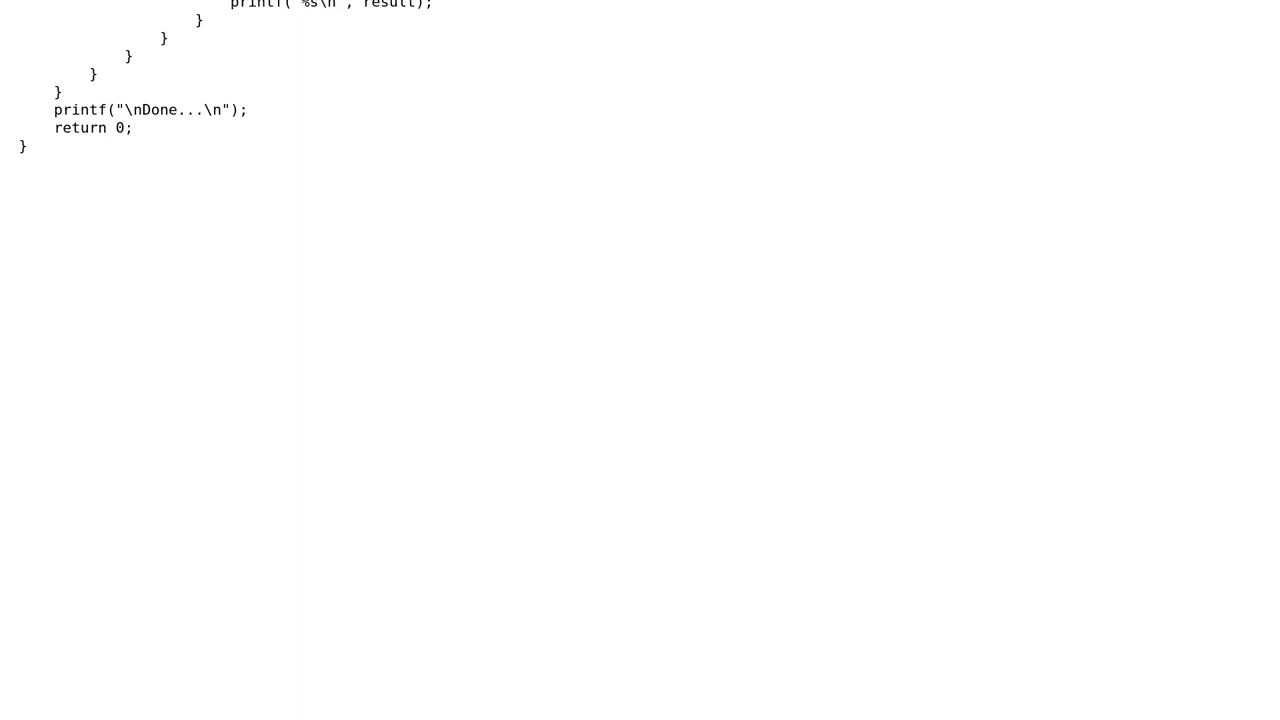 printf("%s\n", result);
}
}
}
}
}
printf("\nDone...\n");
return 0;
}